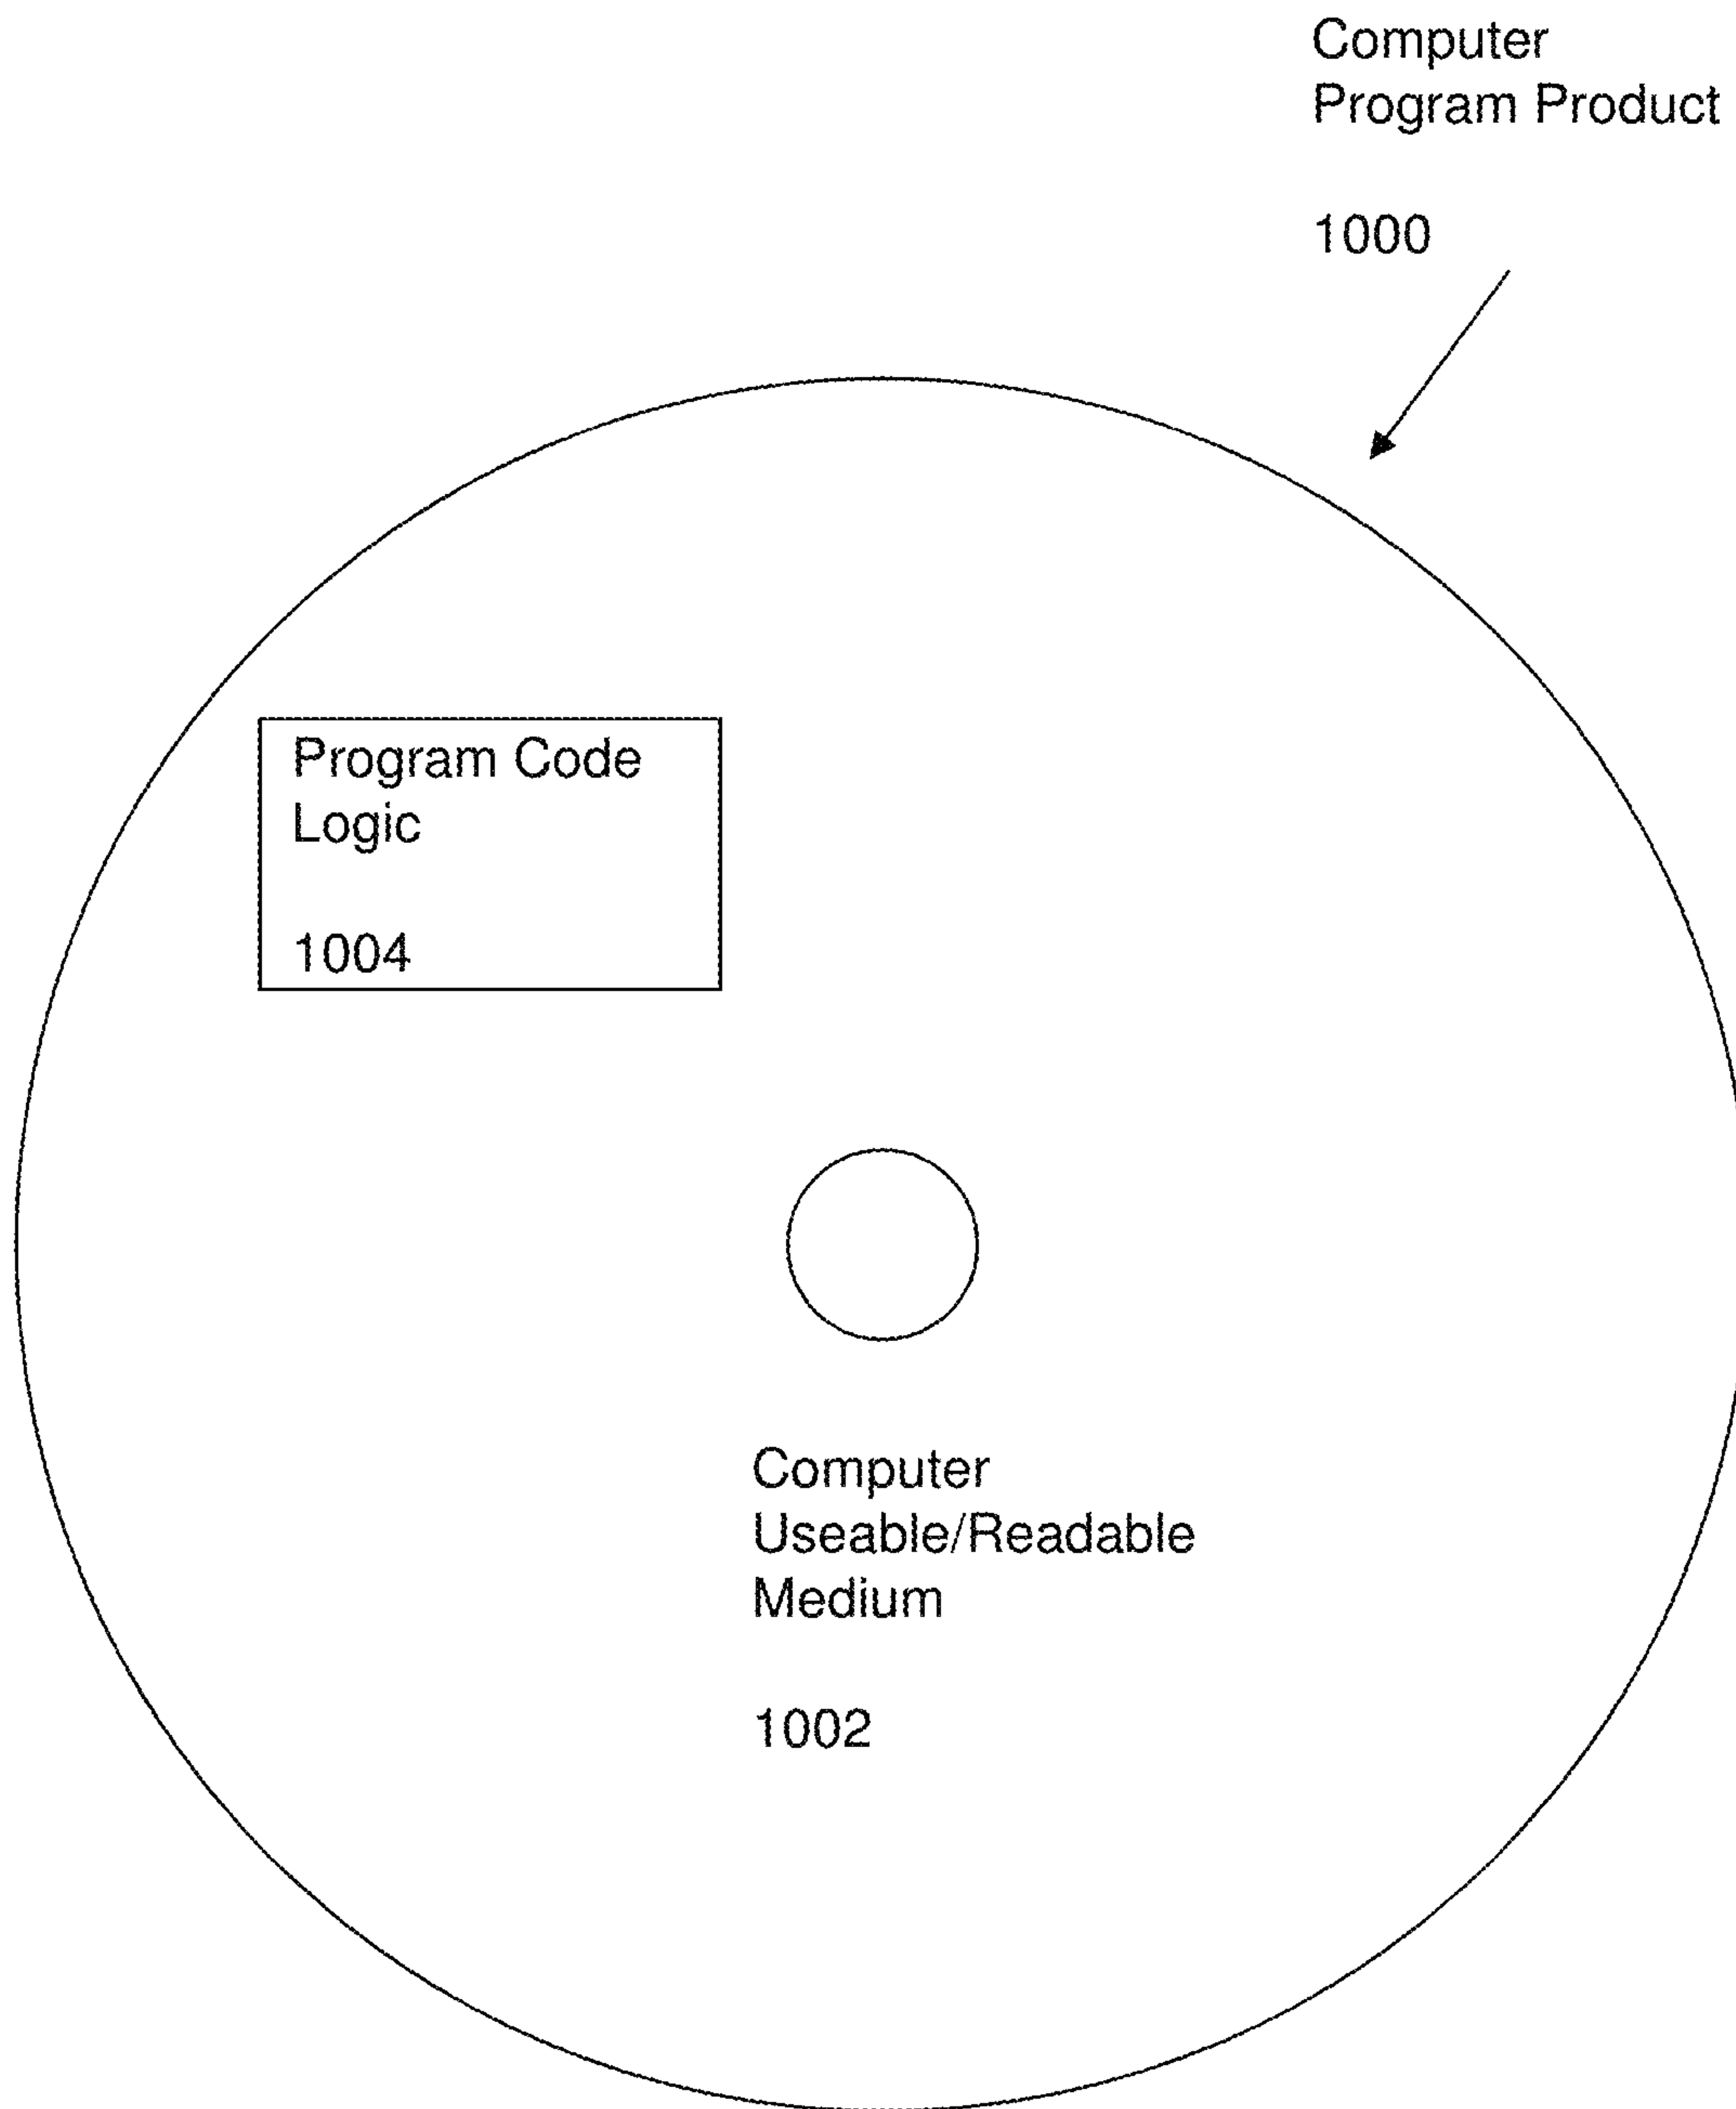 Computer
Program Product
1000
Program Code
Logic
1004
Computer
Useable/Readable
Medium
1002